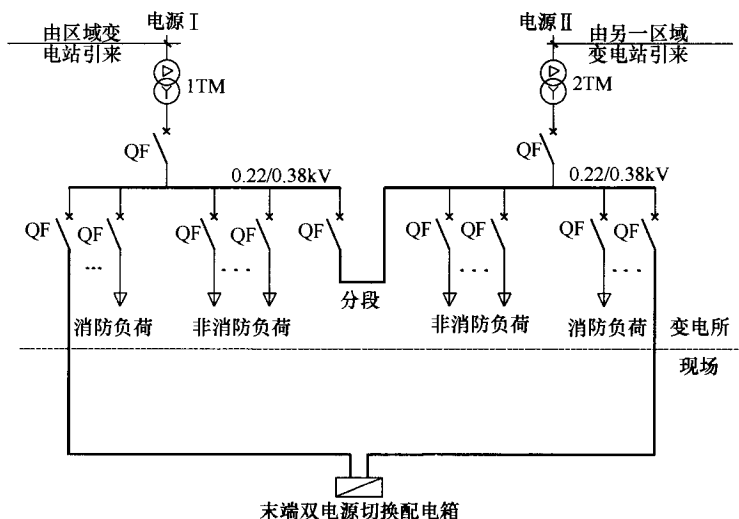 电源Ⅰ
电源Ⅱ
由区域变
电站引来
由另一区域
变电站引来
1TM
2TM
QF
QF
0.22/0.38kV
0.22/0.38kV
QF
QF
QF
QF
QF
QF
QF
QF
QF
...
...
...
...
分段
消防负荷
非消防负荷
非消防负荷
消防负荷
变电所
现场
末端双电源切换配电箱